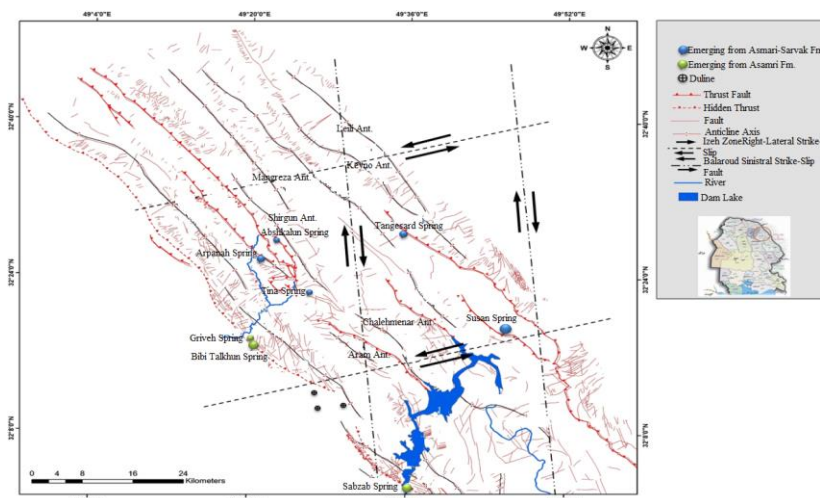 49°4'0"E
49°20'0"E
49°36'0"E
49°52'0"E
N
W
E
S
Leili Ant.
Keyno Ant.
Mangreza Ant.
Shirgun Ant.
Abshkalun Spring
Arpanah Spring
Tangesard Spring
Tina Spring
Susan Spring
Chalehmenar Ant.
Griveh Spring
Bibi Talkhun Spring
Aram Ant.
Sabzab Spring
0 4 8 16 24
Kilometers
Emerging from Asmari-Sarvak Fm
Emerging from Asamri Fm.
Duline
Thrust Fault
Hidden Thrust
Fault
Anticline Axis
Izeh ZoneRight-Lateral Strike-
Slip
Balaroud Sinistral Strike-Slip
Fault
River
Dam Lake